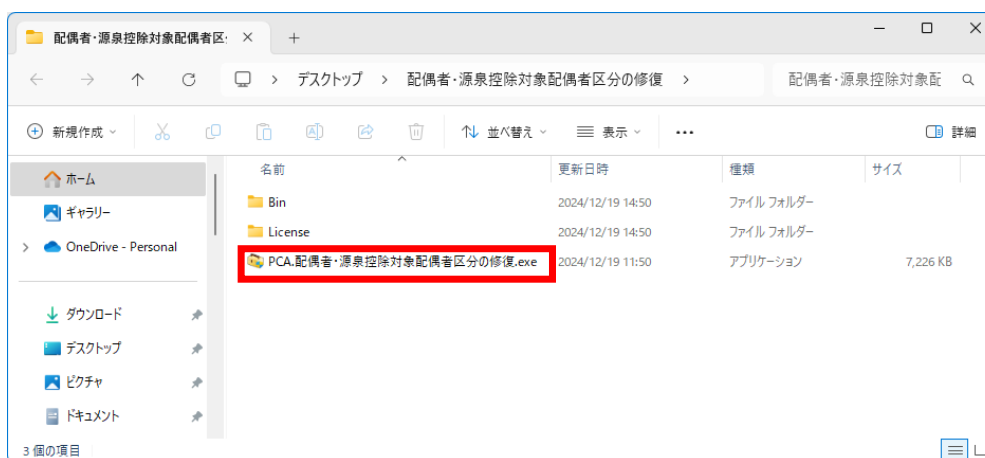 配偶者・源泉控除対象配偶者区
デスクトップ > 配偶者・源泉控除対象配偶者区分の修復 > 配偶者・源泉控除対象配
新規作成 並べ替え 表示 ... 詳細
名前 更新日時 種類 サイズ
ホーム
ギャラリー
OneDrive - Personal
ダウンロード
デスクトップ
ピクチャ
ドキュメント
Bin 2024/12/19 14:50 ファイル フォルダー
License 2024/12/19 14:50 ファイル フォルダー
PCA.配偶者・源泉控除対象配偶者区分の修復.exe 2024/12/19 11:50 アプリケーション 7,226 KB
3 個の項目